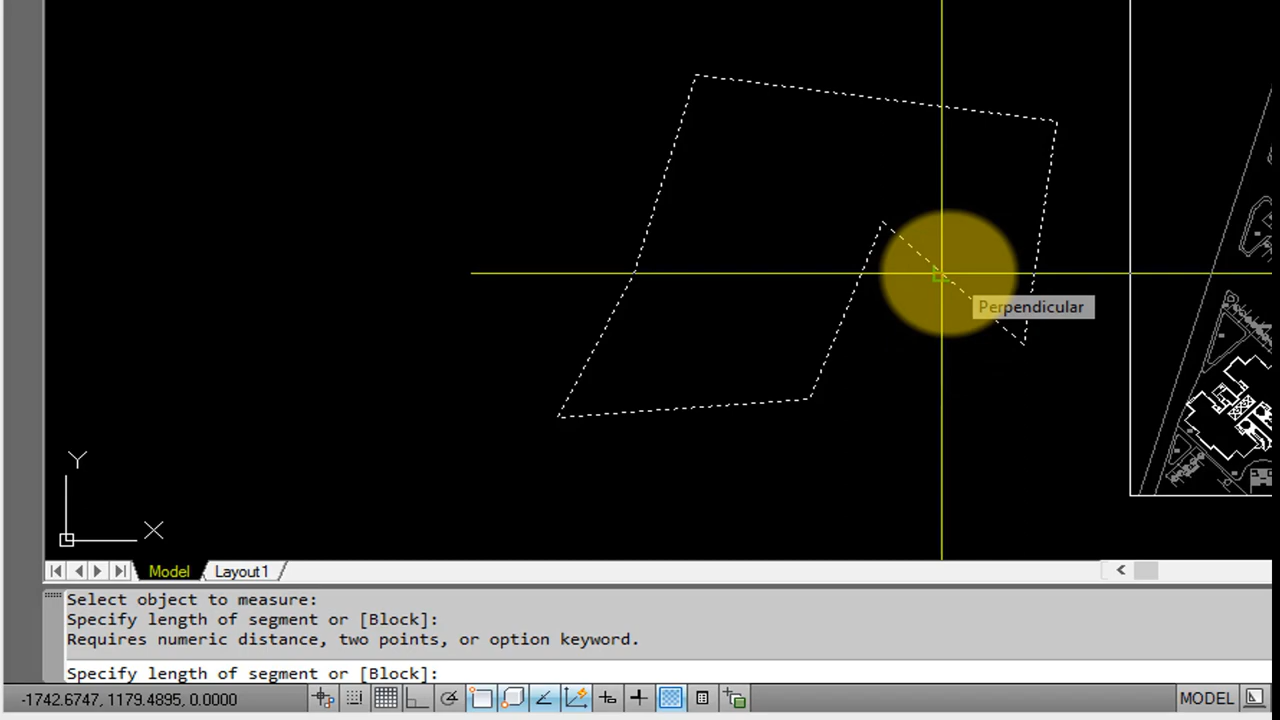 Perpendicular
Y
X
Model
Layout1
Select object to measure:
Specify length of segment or [Block]:
Requires numeric distance, two points, or option keyword.
Specify length of segment or [Block]:
-1742.6747, 1179.4895, 0.0000
MODEL